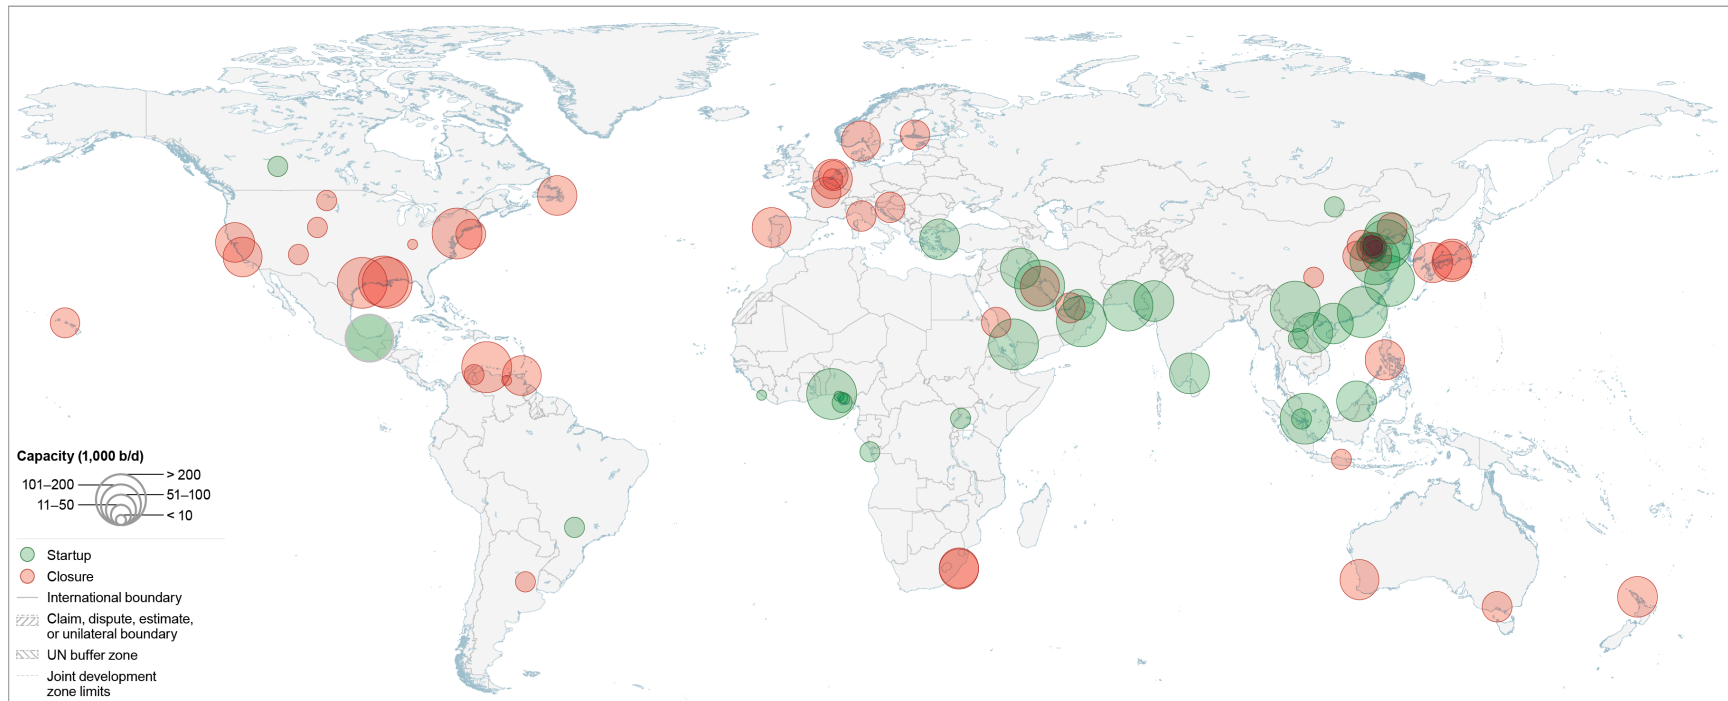 Capacity (1,000 b/d)
> 200
101–200
51–100
11–50
< 10
Startup
Closure
International boundary
Claim, dispute, estimate,
or unilateral boundary
UN buffer zone
Joint development
zone limits